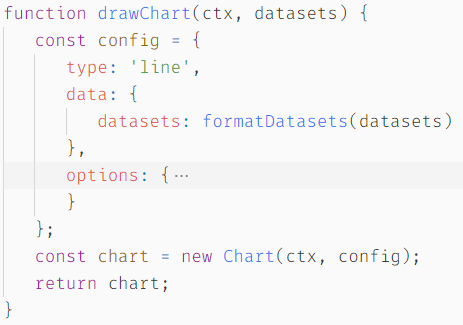 function drawChart(ctx, datasets) {
    const config = {
        type: 'line',
        data: {
            datasets: formatDatasets(datasets)
        },
        options: {···
        }
    };
    const chart = new Chart(ctx, config);
    return chart;
}